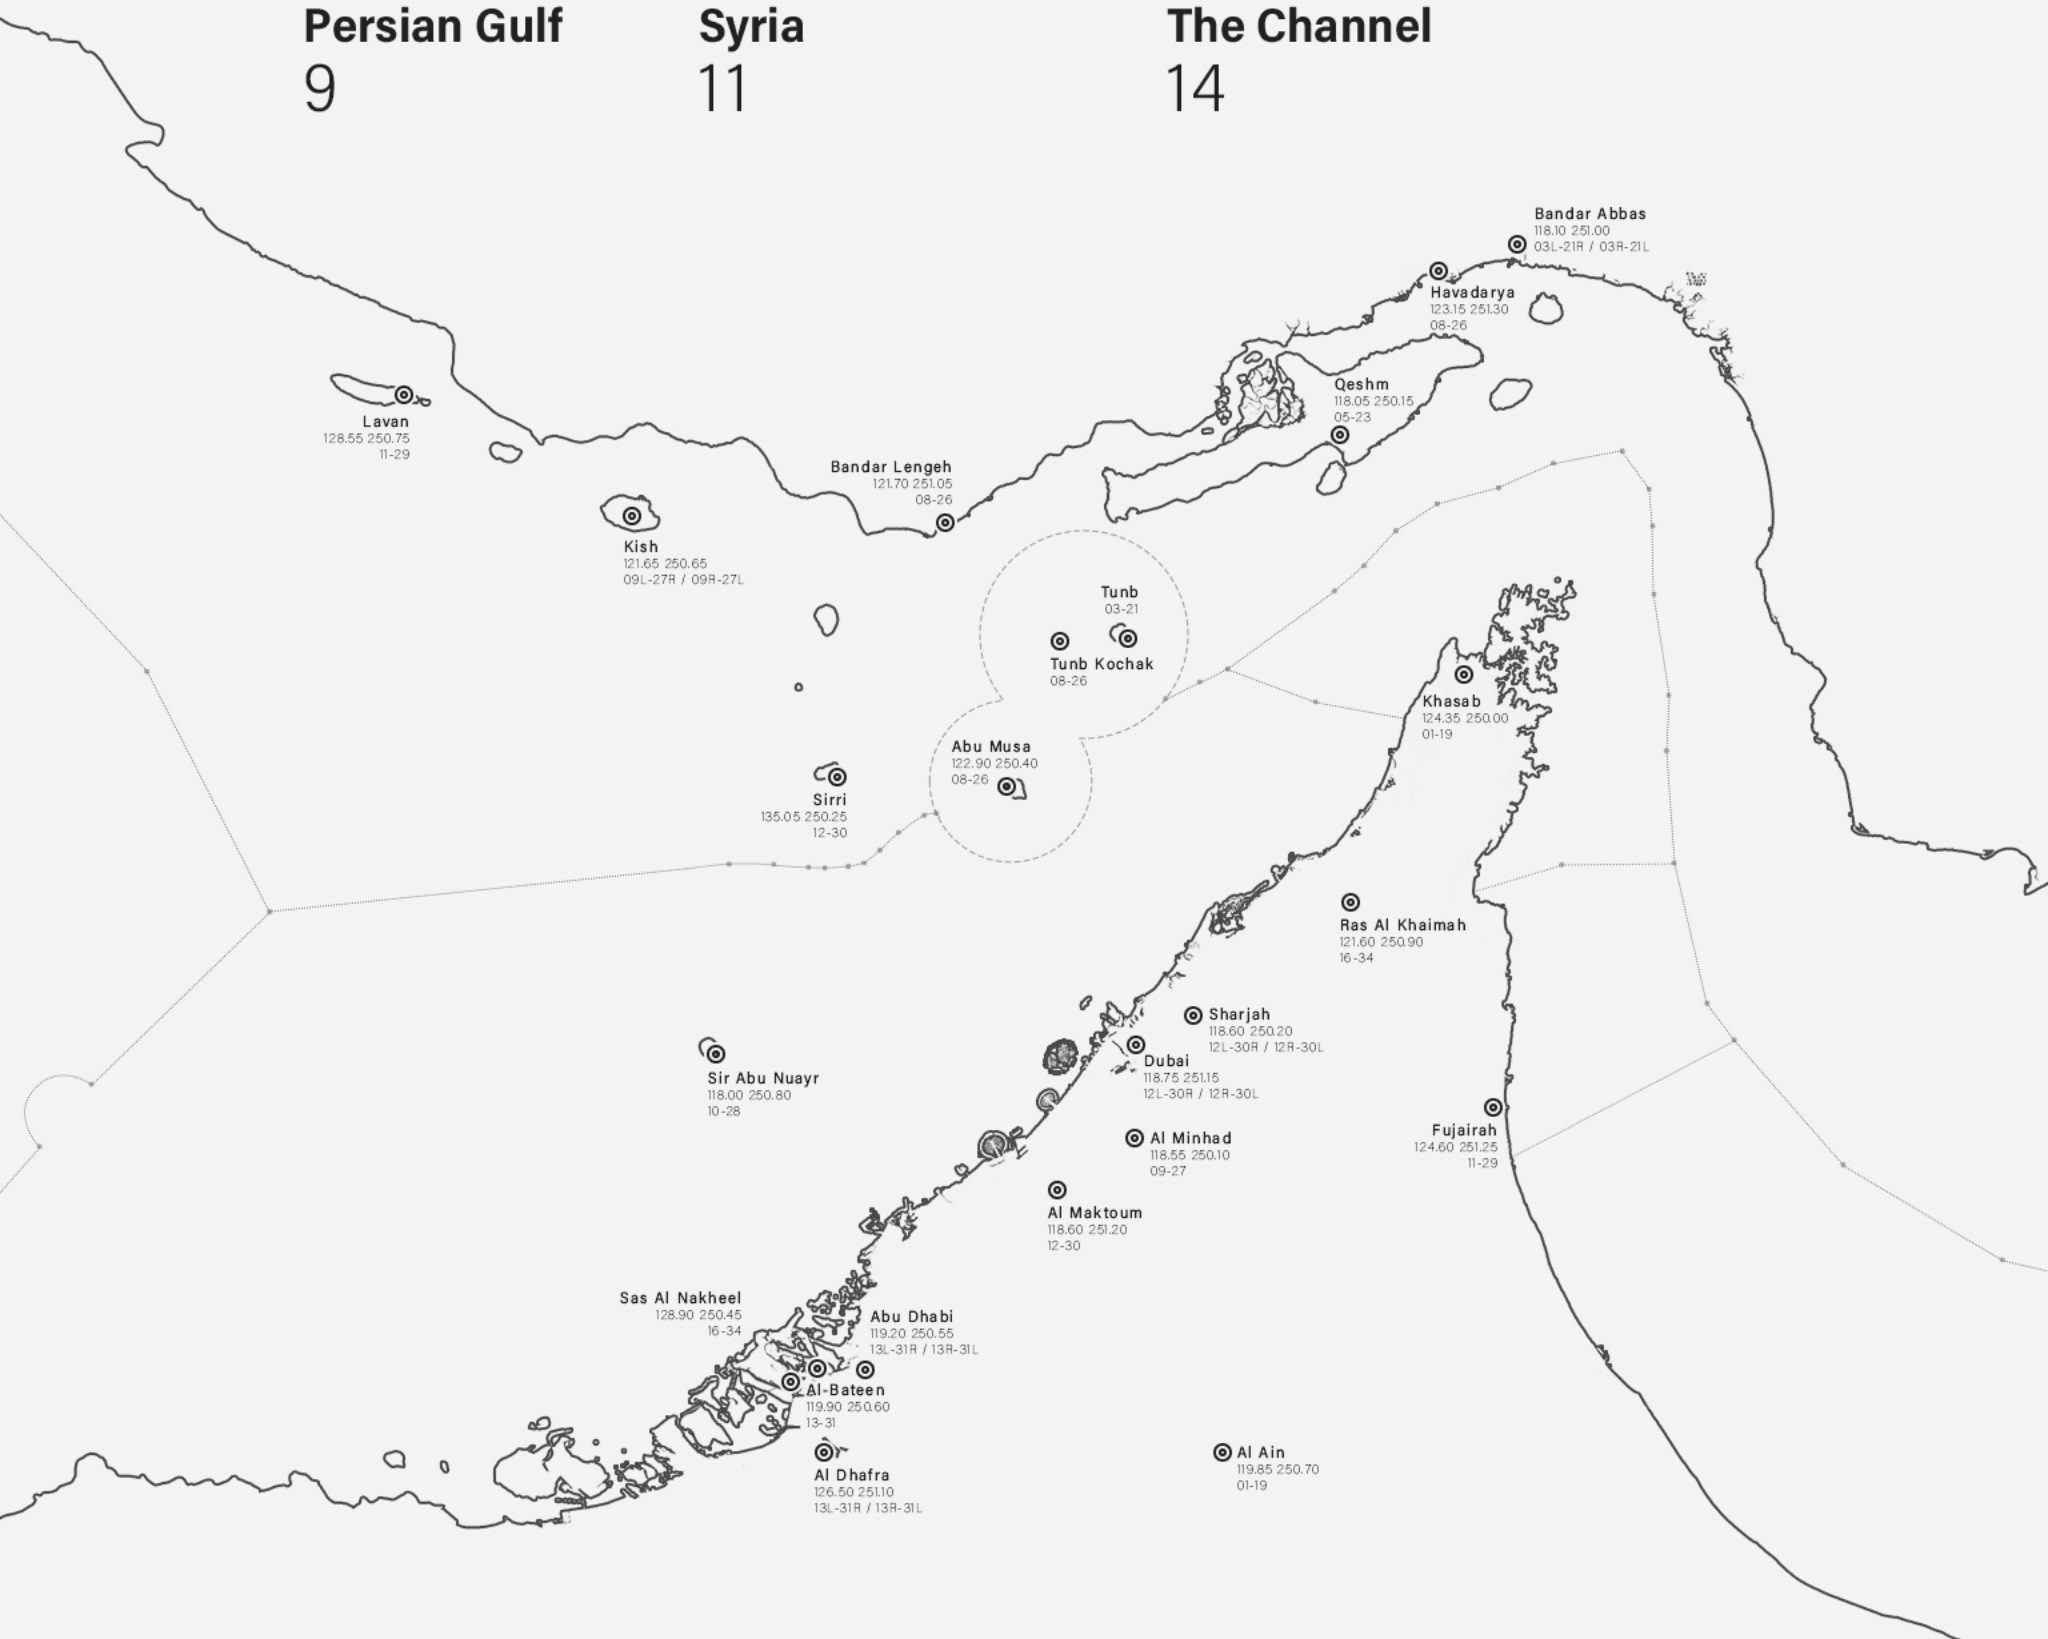 Persian Gulf
9
Syria
11
The Channel
14
Bandar Abbas
118.10 251.00
03L-21R / 03R-21L
Havadarya
123.15 251.30
08-26
Qeshm
118.05 250.15
05-23
Lavan
128.55 250.75
11-29
Bandar Lengeh
121.70 251.05
08-26
Kish
121.65 250.65
09L-27R / 09R-27L
Tunb
03-21
Tunb Kochak
08-26
Khasab
124.35 250.00
01-19
Abu Musa
122.90 250.40
08-26
Sirri
135.05 250.25
12-30
Ras Al Khaimah
121.60 250.90
16-34
Sharjah
118.60 250.20
12L-30R / 12R-30L
Dubai
118.75 251.15
12L-30R / 12R-30L
Sir Abu Nuayr
118.00 250.80
10-28
Fujairah
124.60 251.25
11-29
Al Minhad
118.55 250.10
09-27
Al Maktoum
118.60 251.20
12-30
Sas Al Nakheel
128.90 250.45
16-34
Abu Dhabi
119.20 250.55
13L-31R / 13R-31L
Al-Bateen
119.90 250.60
13-31
Al Dhafra
126.50 251.10
13L-31R / 13R-31L
Al Ain
119.85 250.70
01-19